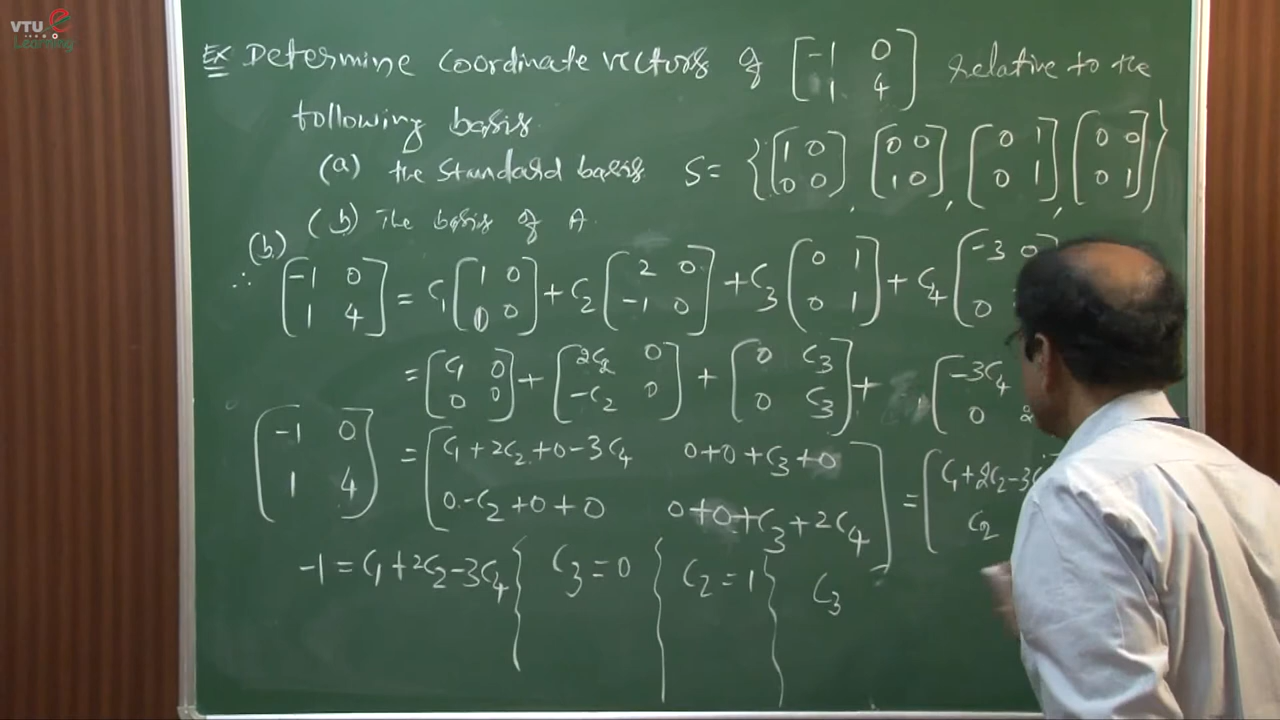 VTU e Learning
Ex Determine coordinate vectors of [-1 0; 1 4] relative to the
following basis.
(a) the standard basis S = {[1 0; 0 0], [0 0; 1 0], [0 1; 0 1], [0 0; 0 1]}
(b) The basis of A.
(b)
∴ [-1 0; 1 4] = C1 [1 0; 0 0] + C2 [2 0; -1 0] + C3 [0 1; 0 1] + C4 [-3 0; 0
= [C1 0; 0 0] + [2C2 0; -C2 0] + [0 C3; 0 C3] + [-3C4; 0 2
[-1 0; 1 4] = [C1+2C2+0-3C4 0+0+C3+0; 0-C2+0+0 0+0+C3+2C4] = [C1+2C2-3C; C2
-1 = C1+2C2-3C4 C3 = 0 C2 = 1 C3